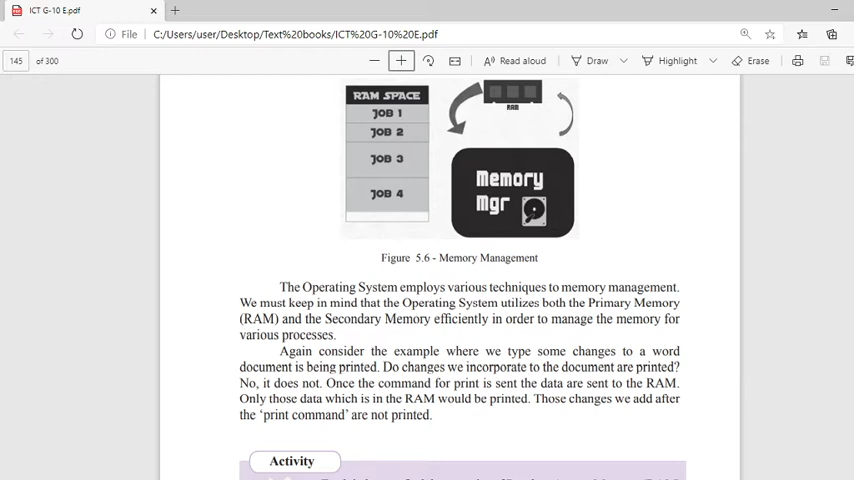 ICT G-10 E.pdf
File C:/Users/user/Desktop/Text%20books/ICT%20G-10%20E.pdf
145 of 300 Read aloud Draw Highlight Erase
RAM SPACE
JOB 1
JOB 2
JOB 3
JOB 4
RAM
Memory
Mgr
Figure 5.6 - Memory Management
The Operating System employs various techniques to memory management.
We must keep in mind that the Operating System utilizes both the Primary Memory
(RAM) and the Secondary Memory efficiently in order to manage the memory for
various processes.
Again consider the example where we type some changes to a word
document is being printed. Do changes we incorporate to the document are printed?
No, it does not. Once the command for print is sent the data are sent to the RAM.
Only those data which is in the RAM would be printed. Those changes we add after
the ‘print command’ are not printed.
Activity